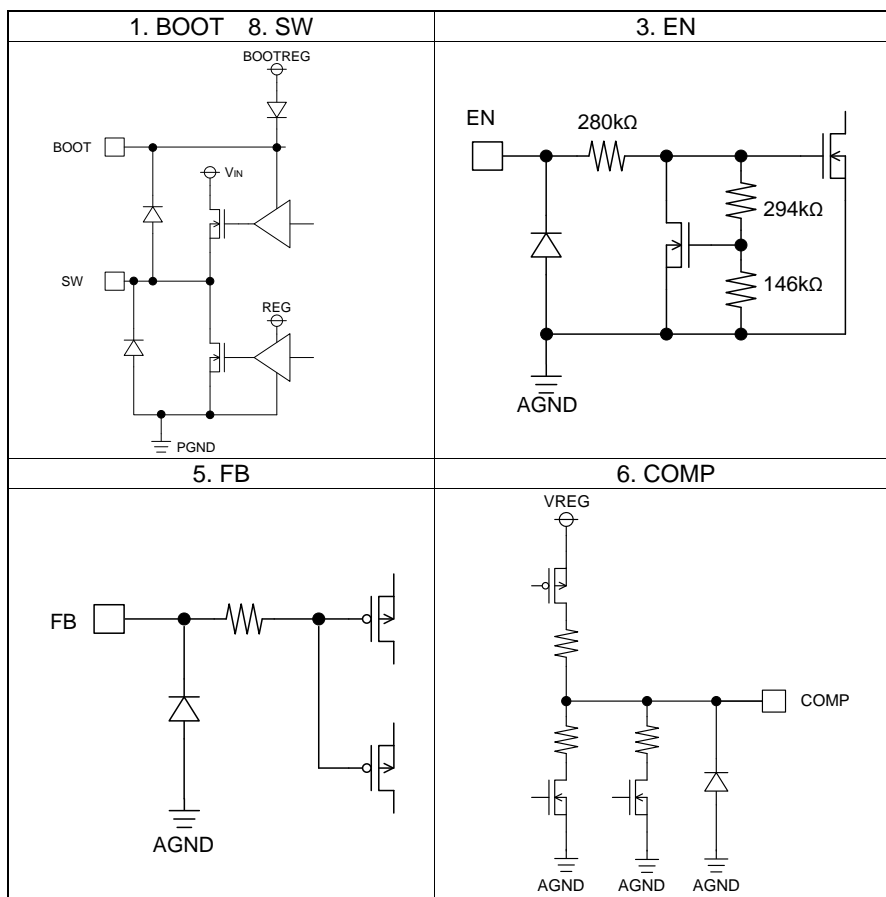 1. BOOT 8. SW
3. EN
BOOTREG
BOOT
VIN
SW
REG
PGND
EN
280kΩ
294kΩ
146kΩ
AGND
5. FB
6. COMP
FB
AGND
VREG
COMP
AGND AGND AGND